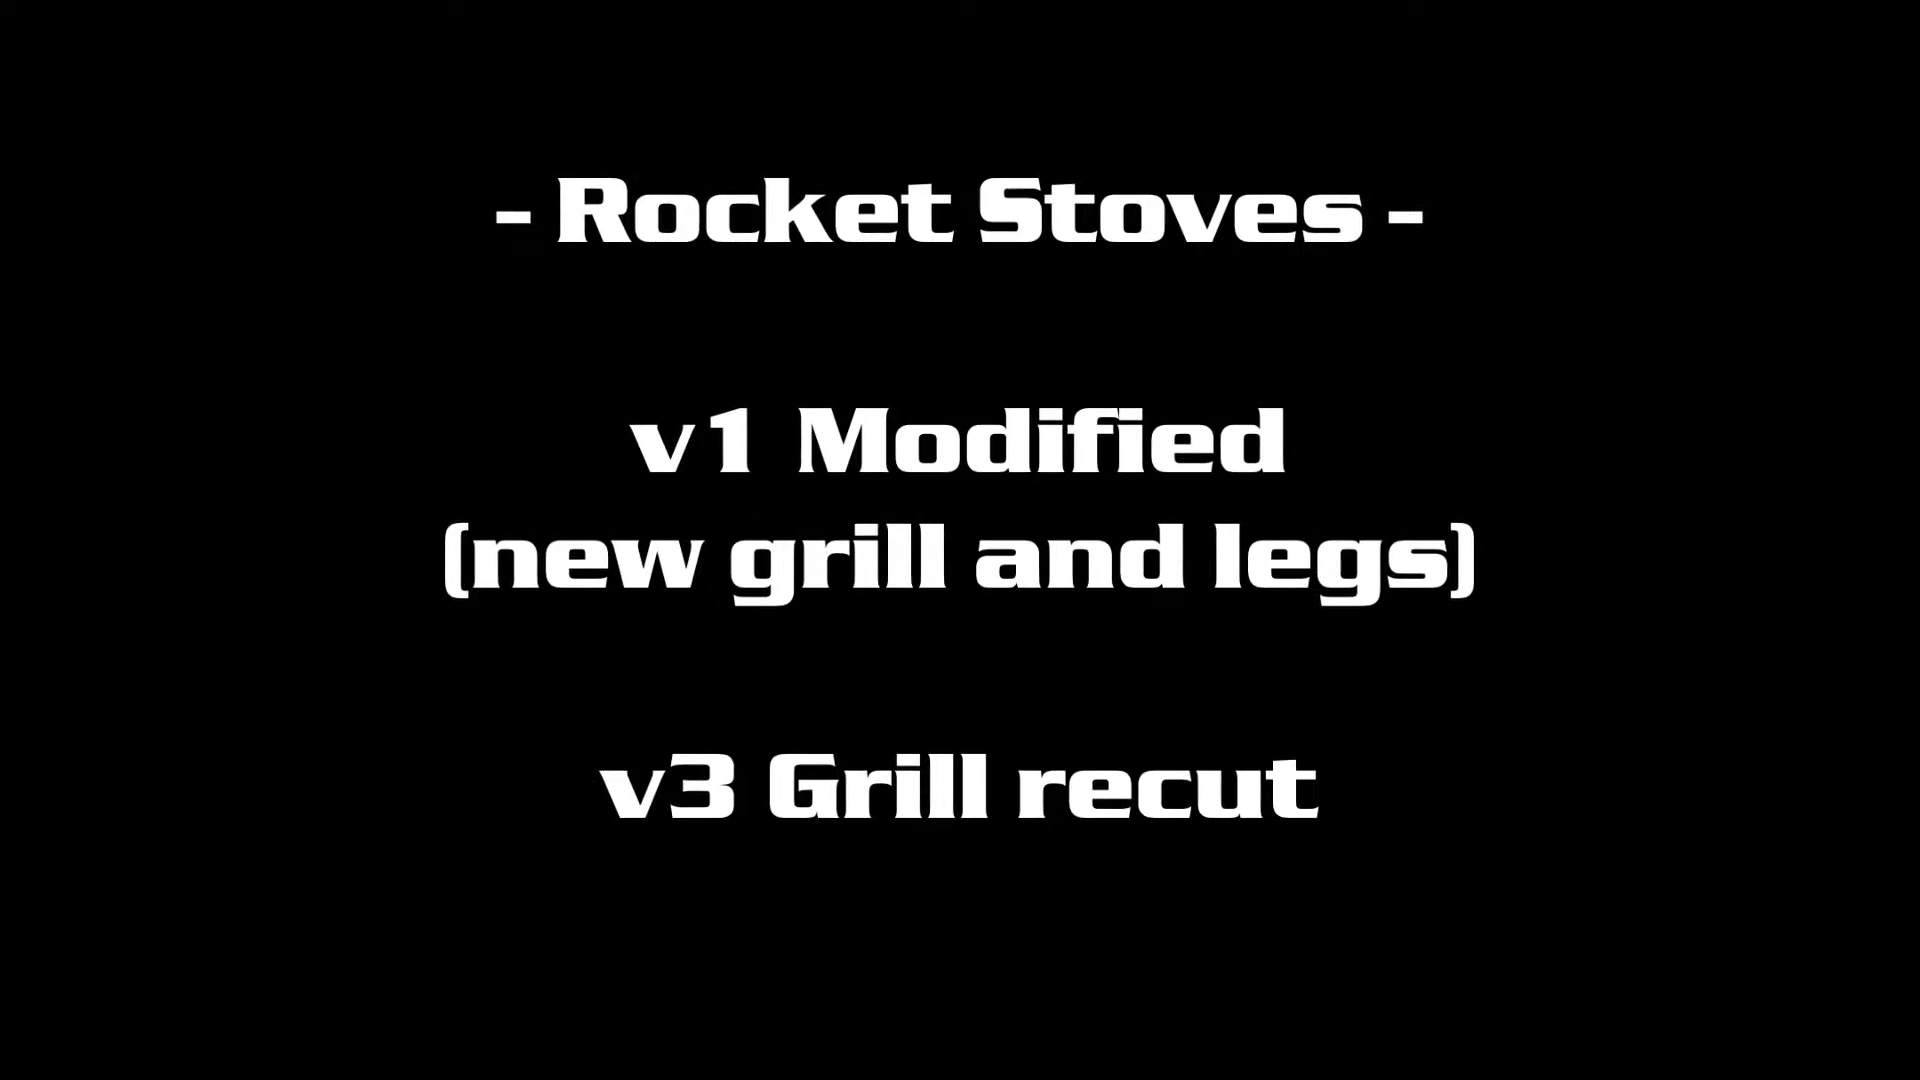 - Rocket Stoves -
v1 Modified
(new grill and legs)
v3 Grill recut